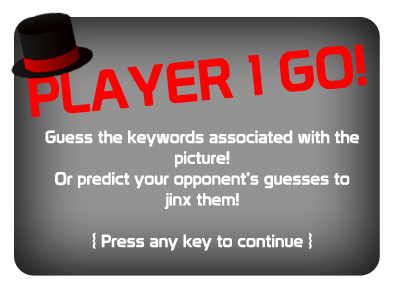 PLAYER 1 GO!
Guess the keywords associated with the
picture!
Or predict your opponent's guesses to
jinx them!
{ Press any key to continue }